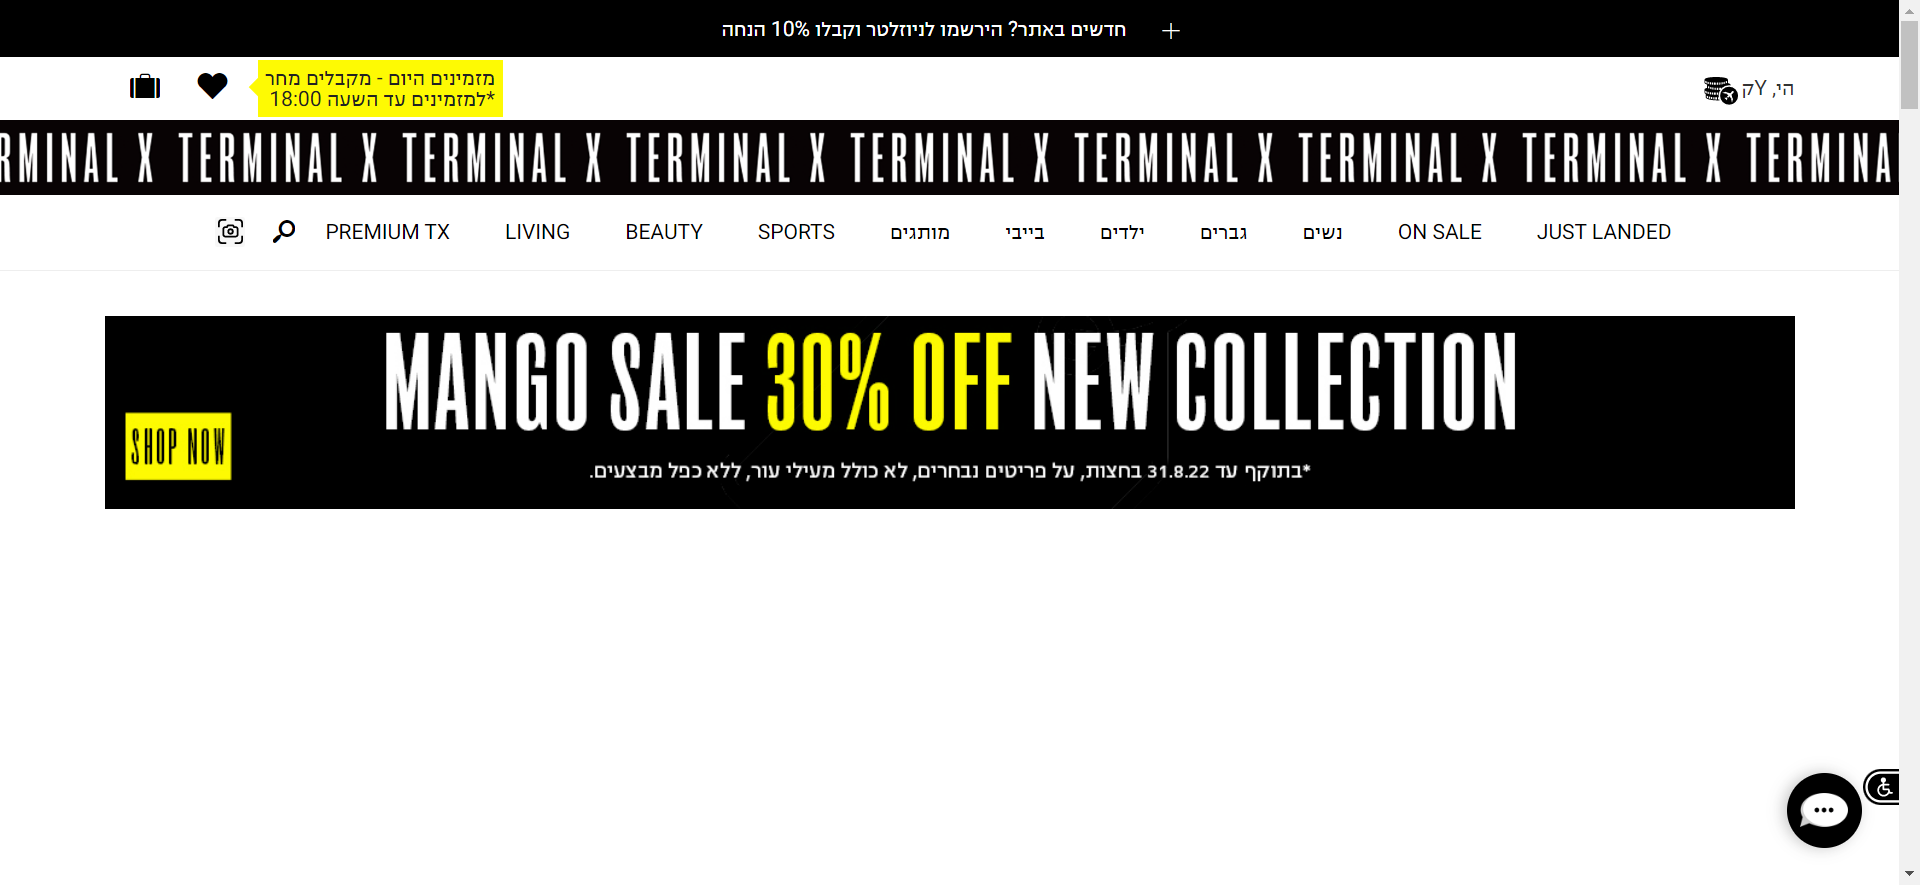 חדשים באתר? הירשמו לניוזלטר וקבלו 10% הנחה +
מזמינים היום - מקבלים מחר
*למזמינים עד השעה 18:00
הי, Yק
RMINAL X TERMINAL X TERMINAL X TERMINAL X TERMINAL X TERMINAL X TERMINAL X TERMINAL X TERMINA
PREMIUM TX LIVING BEAUTY SPORTS מותגים בייבי ילדים גברים נשים ON SALE JUST LANDED
MANGO SALE 30% OFF NEW COLLECTION
SHOP NOW
*בתוקף עד 31.8.22 בחצות, על פריטים נבחרים, לא כולל מעילי עור, ללא כפל מבצעים.